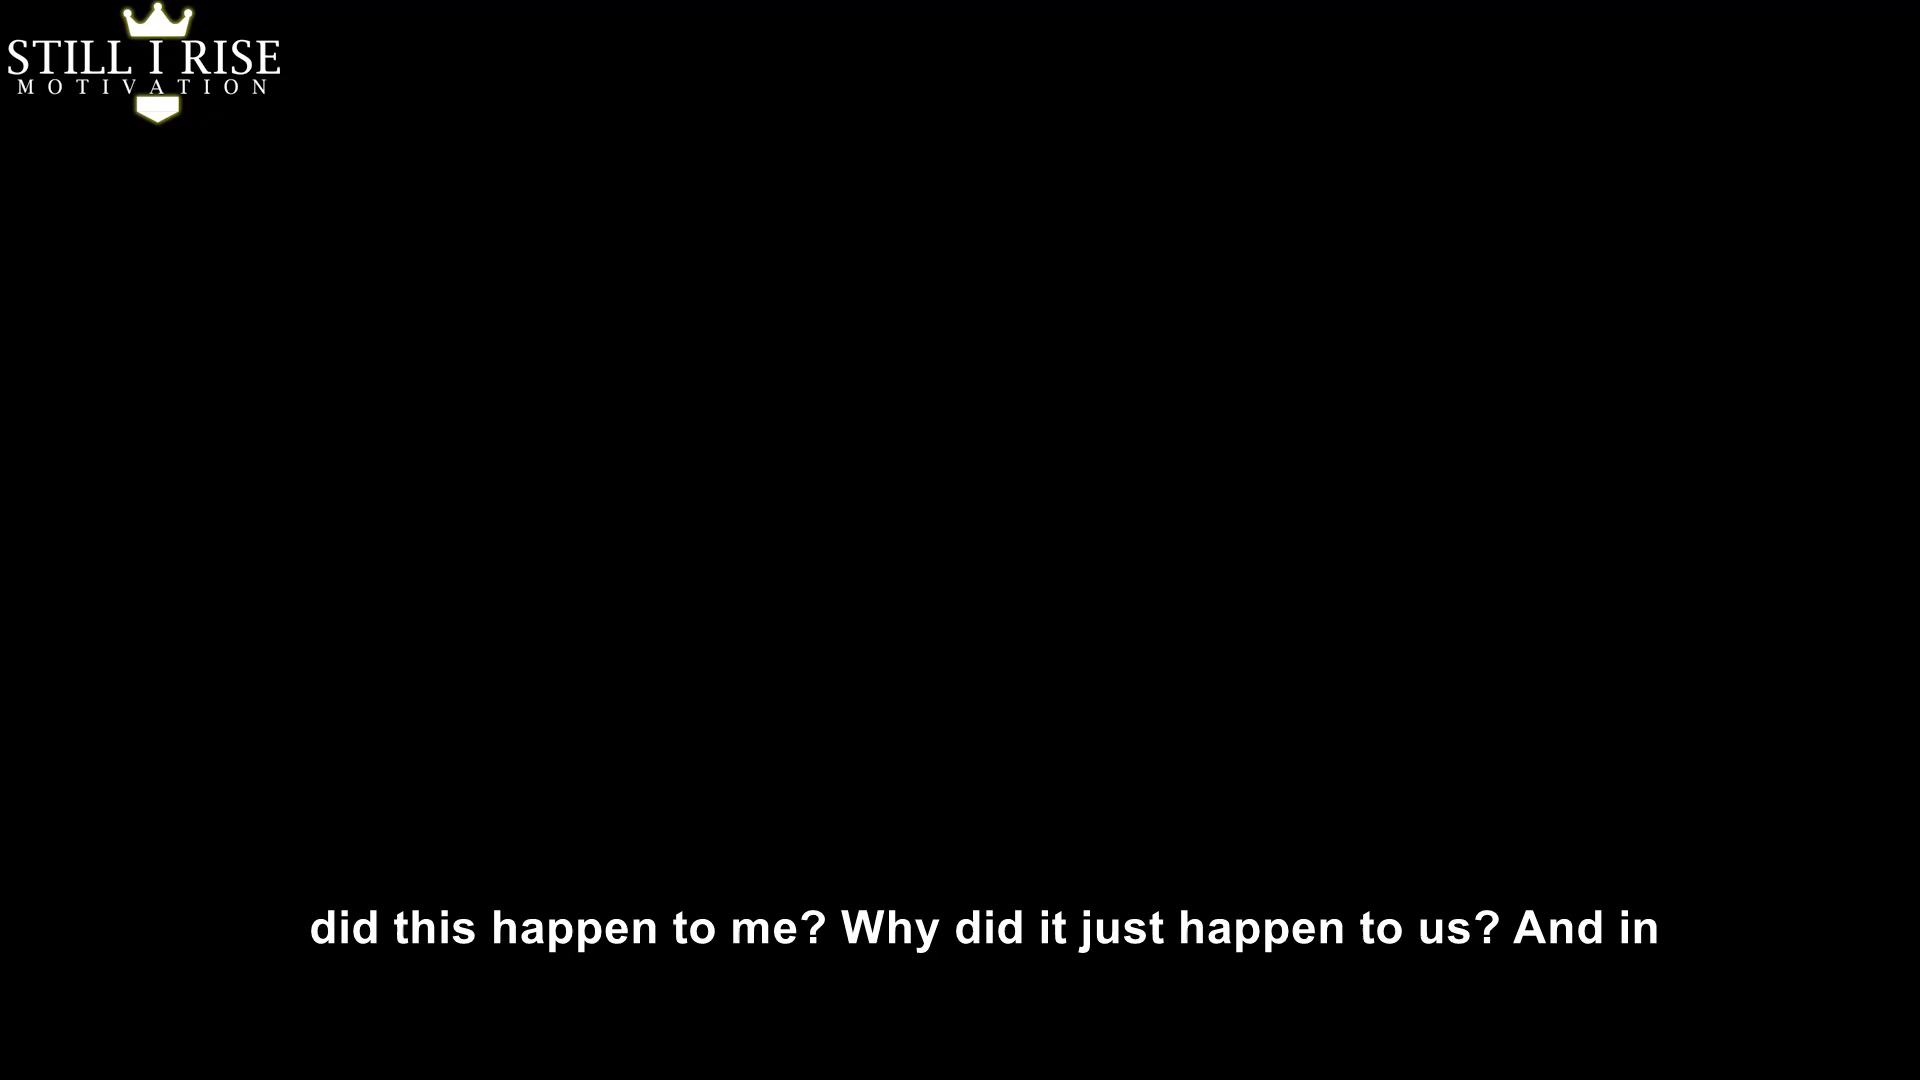 STILL I RISE
MOTIVATION
did this happen to me? Why did it just happen to us? And in